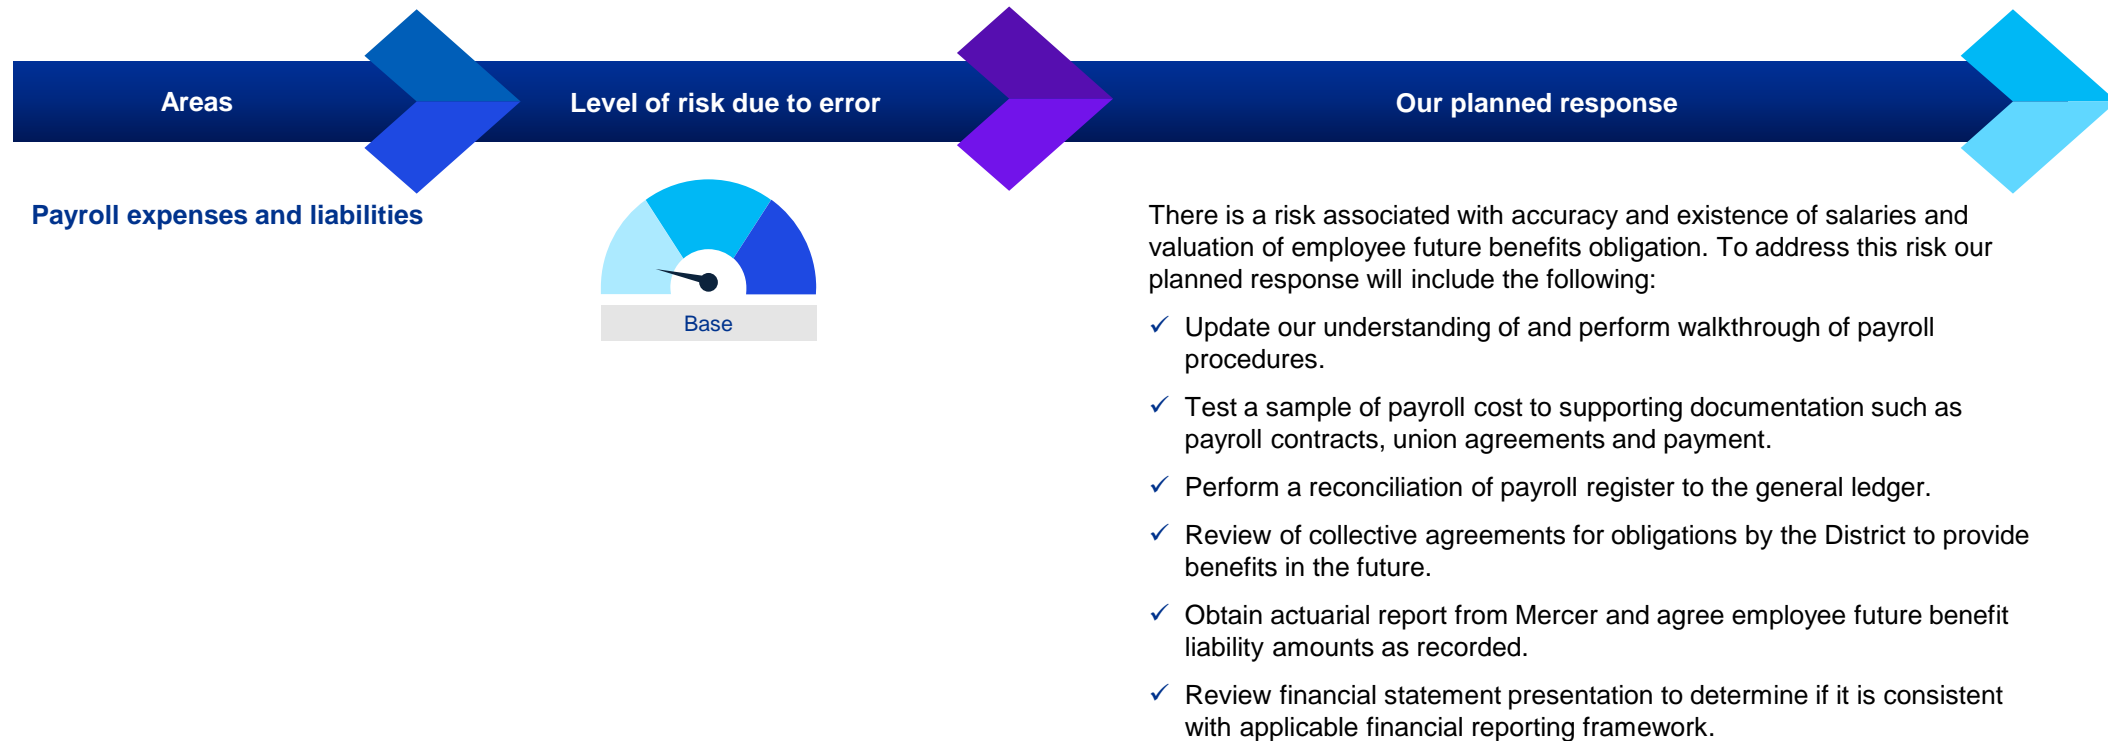 Areas
Level of risk due to error
Our planned response
Payroll expenses and liabilities
Base
There is a risk associated with accuracy and existence of salaries and
valuation of employee future benefits obligation. To address this risk our
planned response will include the following:
✓ Update our understanding of and perform walkthrough of payroll
procedures.
✓ Test a sample of payroll cost to supporting documentation such as
payroll contracts, union agreements and payment.
✓ Perform a reconciliation of payroll register to the general ledger.
✓ Review of collective agreements for obligations by the District to provide
benefits in the future.
✓ Obtain actuarial report from Mercer and agree employee future benefit
liability amounts as recorded.
✓ Review financial statement presentation to determine if it is consistent
with applicable financial reporting framework.